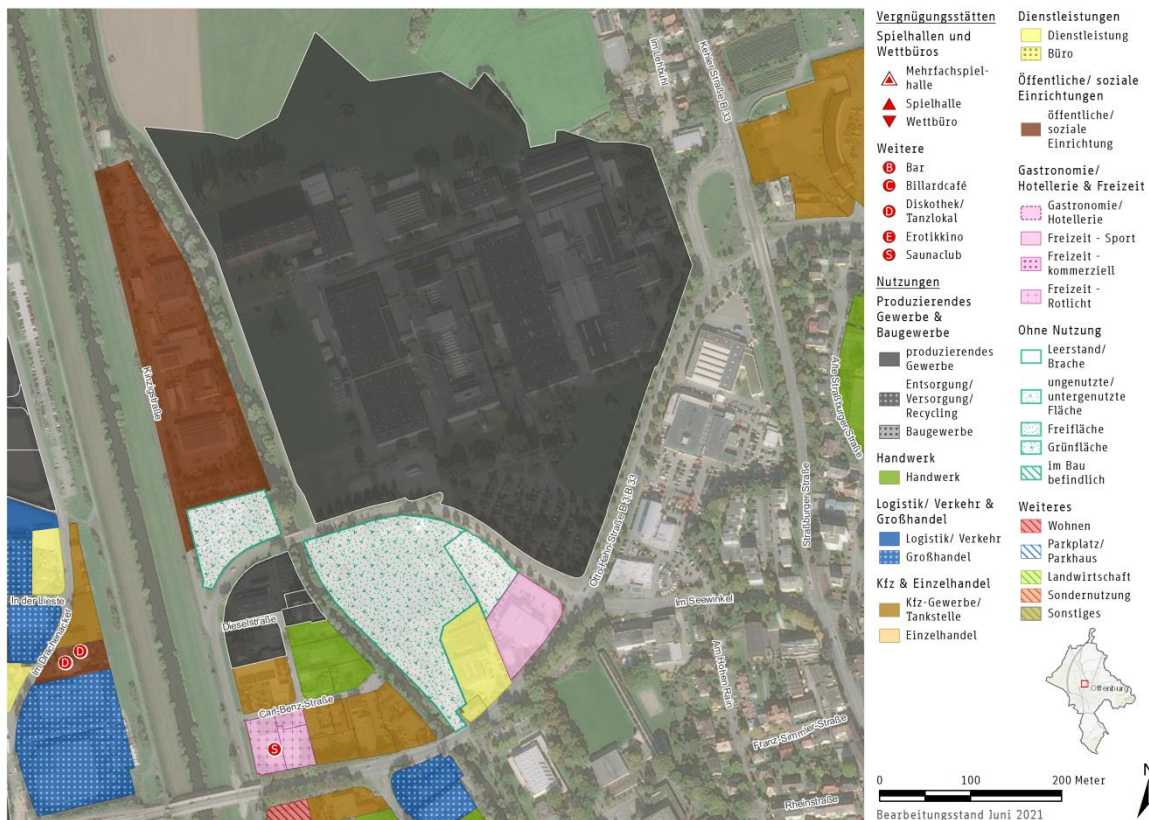 Im Lehbühl
Kehler Straße B 33
Kinzigstraße
Alte Straßburger Straße
Straßburger Straße
Otto-Hahn-Straße B 3,B 33
In der Lieste
Im Drachenacker
D
D
Dieselstraße
Carl-Benz-Straße
S
Im Seewinkel
Am Hohen Rain
Franz-Simmler-Straße
Rheinstraße
Vergnügungsstätten
Spielhallen und
Wettbüros
Mehrfachspiel-
halle
Spielhalle
Wettbüro
Weitere
B Bar
C Billardcafé
D Diskothek/
Tanzlokal
E Erotikkino
S Saunaclub
Nutzungen
Produzierendes
Gewerbe &
Baugewerbe
produzierendes
Gewerbe
Entsorgung/
Versorgung/
Recycling
Baugewerbe
Handwerk
Handwerk
Logistik/ Verkehr &
Großhandel
Logistik/ Verkehr
Großhandel
Kfz & Einzelhandel
Kfz-Gewerbe/
Tankstelle
Einzelhandel
Dienstleistungen
Dienstleistung
Büro
Öffentliche/ soziale
Einrichtungen
öffentliche/
soziale
Einrichtung
Gastronomie/
Hotellerie & Freizeit
Gastronomie/
Hotellerie
Freizeit - Sport
Freizeit -
kommerziell
Freizeit -
Rotlicht
Ohne Nutzung
Leerstand/
Brache
ungenutzte/
untergenutzte
Fläche
Freifläche
Grünfläche
im Bau
befindlich
Weiteres
Wohnen
Parkplatz/
Parkhaus
Landwirtschaft
Sondernutzung
Sonstiges
Offenburg
0 100 200 Meter
Bearbeitungsstand Juni 2021
N